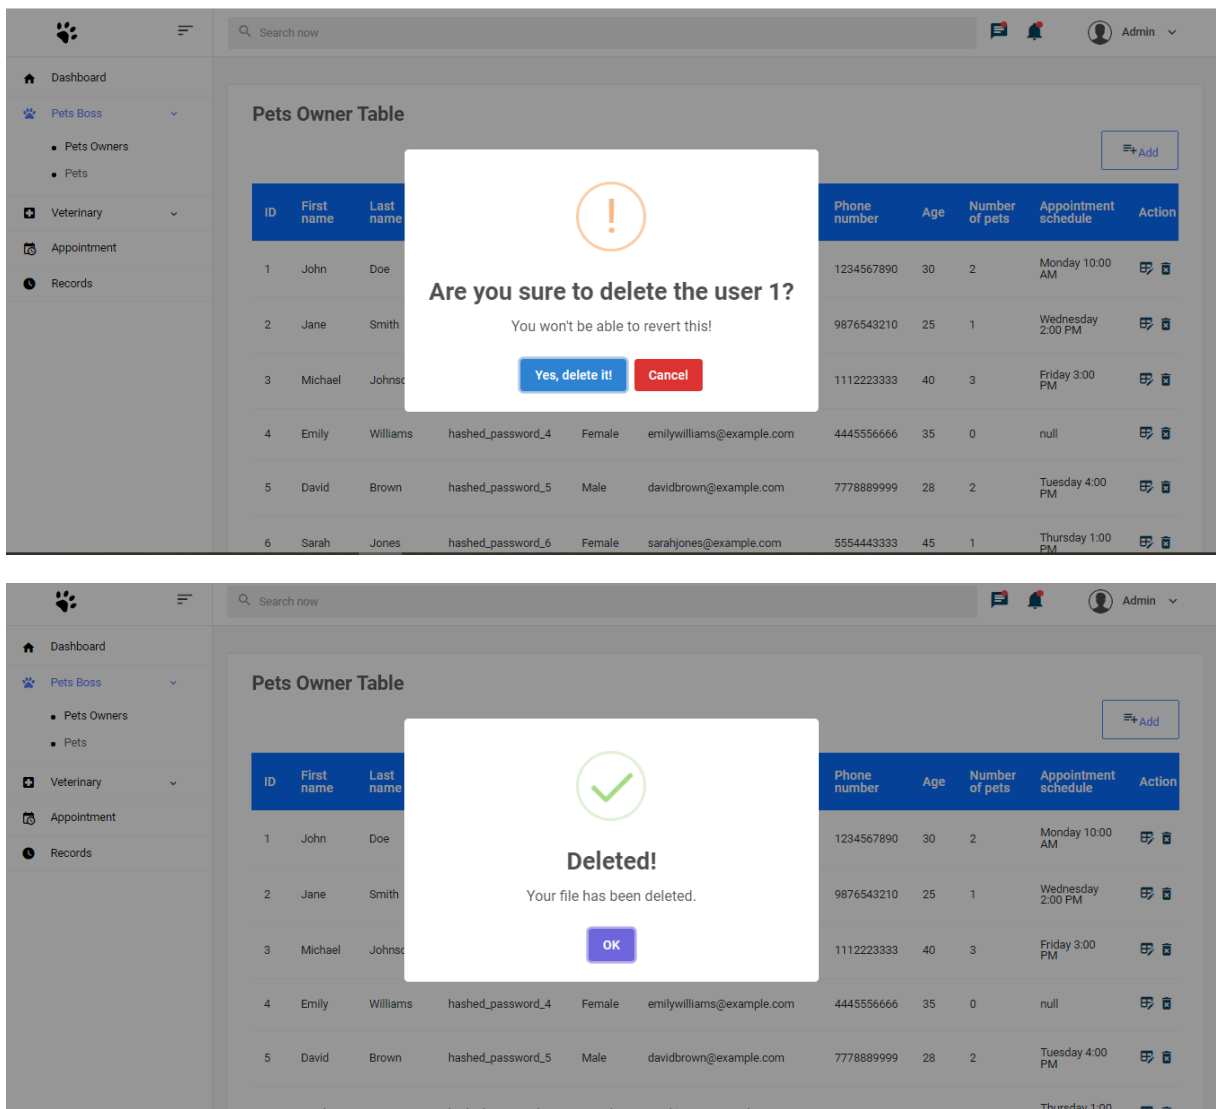 Search now
Admin
Dashboard
Pets Boss
Pets Owners
Pets
Veterinary
Appointment
Records
Pets Owner Table
Add
ID First name Last name Phone number Age Number of pets Appointment schedule Action
1 John Doe 1234567890 30 2 Monday 10:00 AM
2 Jane Smith 9876543210 25 1 Wednesday 2:00 PM
3 Michael Johnso 1112223333 40 3 Friday 3:00 PM
4 Emily Williams hashed_password_4 Female emilywilliams@example.com 4445556666 35 0 null
5 David Brown hashed_password_5 Male davidbrown@example.com 7778889999 28 2 Tuesday 4:00 PM
6 Sarah Jones hashed_password_6 Female sarahjones@example.com 5554443333 45 1 Thursday 1:00 PM
!
Are you sure to delete the user 1?
You won't be able to revert this!
Yes, delete it! Cancel
Search now
Admin
Dashboard
Pets Boss
Pets Owners
Pets
Veterinary
Appointment
Records
Pets Owner Table
Add
ID First name Last name Phone number Age Number of pets Appointment schedule Action
1 John Doe 1234567890 30 2 Monday 10:00 AM
2 Jane Smith 9876543210 25 1 Wednesday 2:00 PM
3 Michael Johnso 1112223333 40 3 Friday 3:00 PM
4 Emily Williams hashed_password_4 Female emilywilliams@example.com 4445556666 35 0 null
5 David Brown hashed_password_5 Male davidbrown@example.com 7778889999 28 2 Tuesday 4:00 PM
Thursday 1:00
Deleted!
Your file has been deleted.
OK